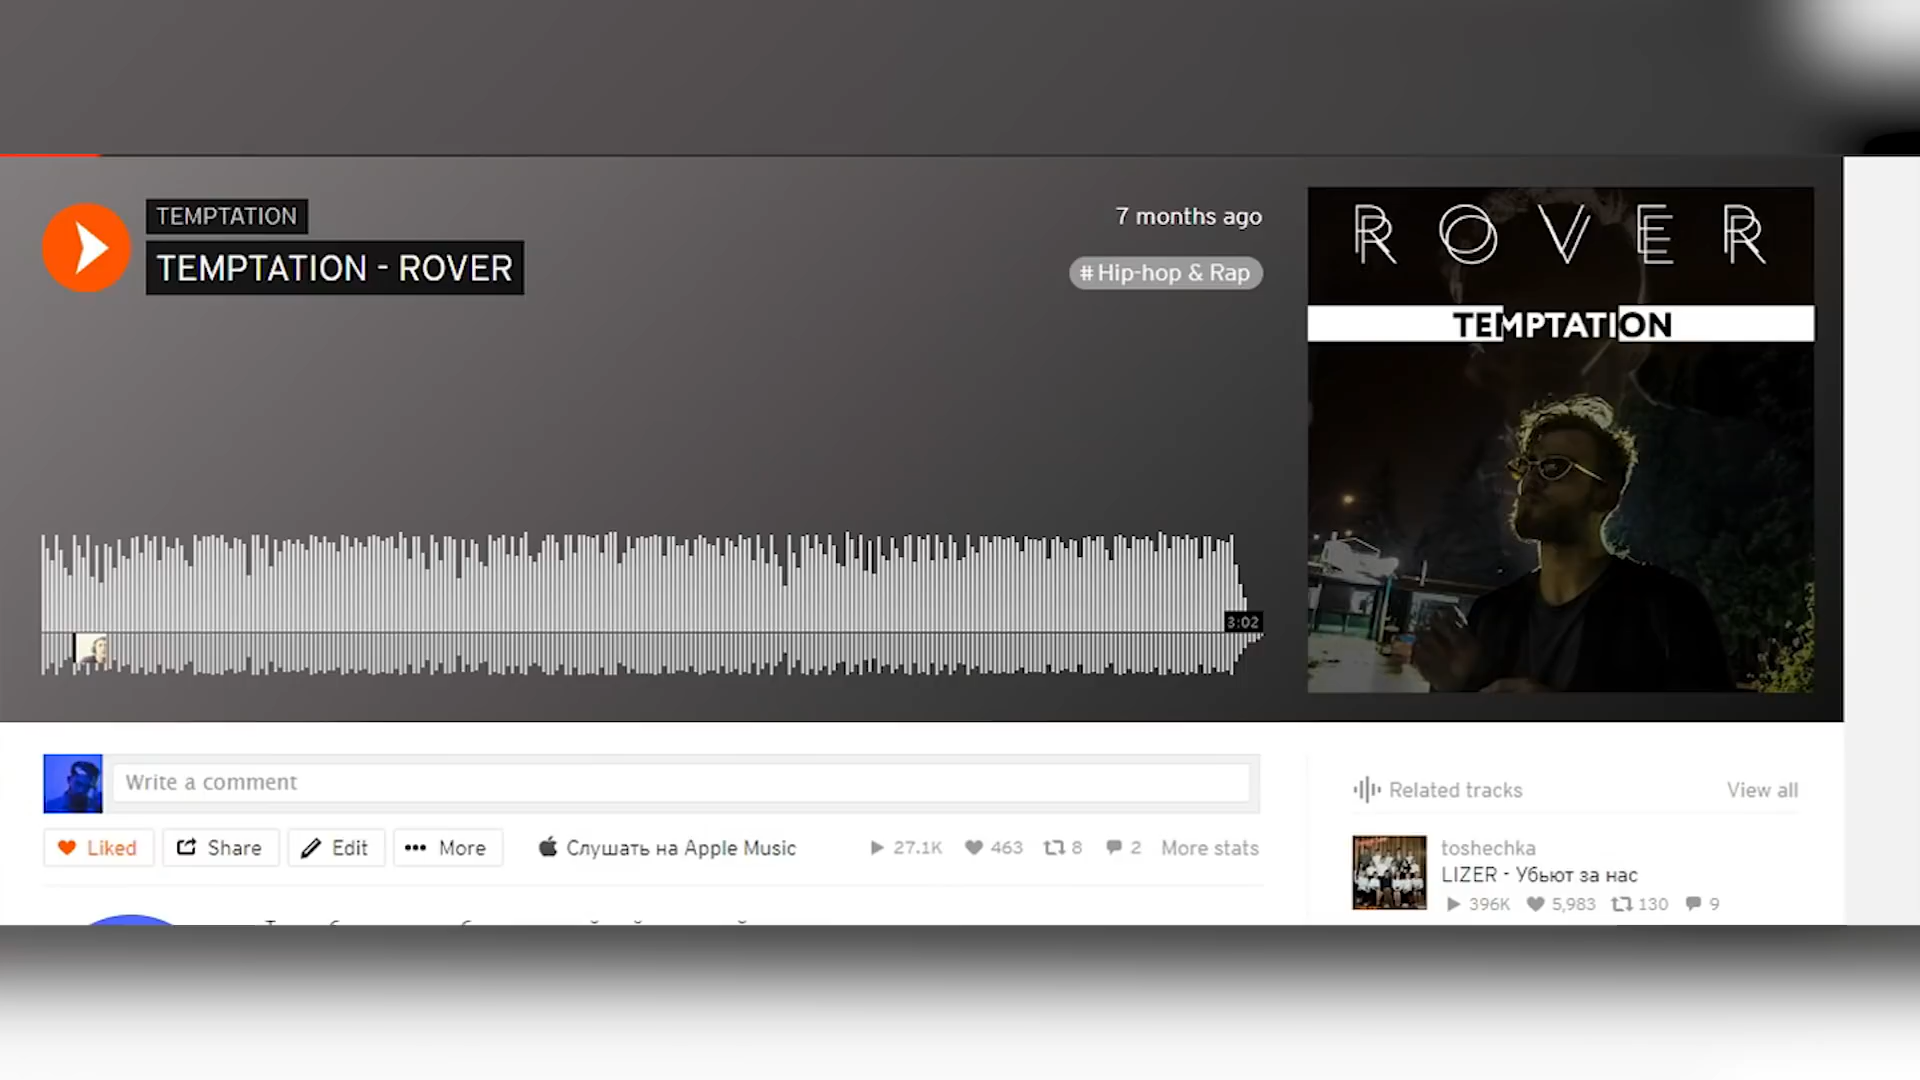 TEMPTATION
TEMPTATION - ROVER
7 months ago
# Hip-hop & Rap
3:02
ROVER
TEMPTATION
Write a comment
Liked
Share
Edit
More
Слушать на Apple Music
27.1K
463
8
2
More stats
Related tracks
View all
toshechka
LIZER - Убьют за нас
396K
5,983
130
9